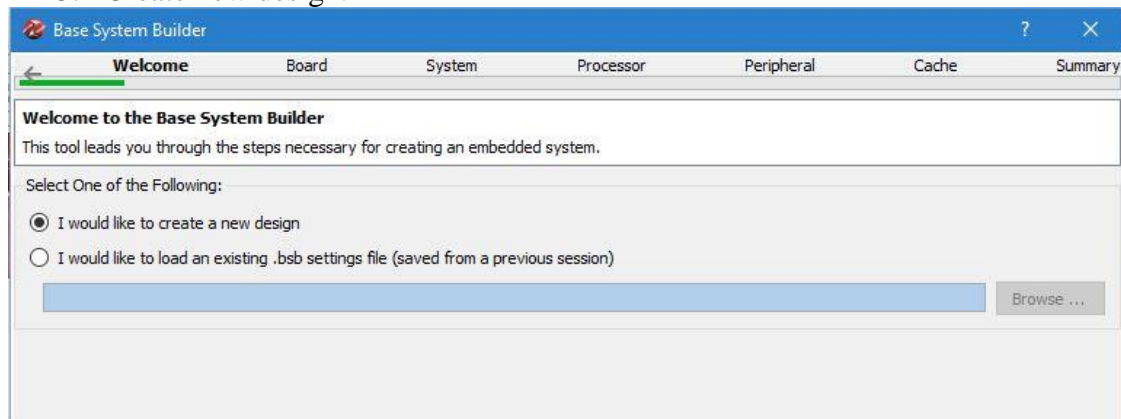 Base System Builder ? ×
← Welcome Board System Processor Peripheral Cache Summary
Welcome to the Base System Builder
This tool leads you through the steps necessary for creating an embedded system.
Select One of the Following:
I would like to create a new design
I would like to load an existing .bsb settings file (saved from a previous session)
Browse ...